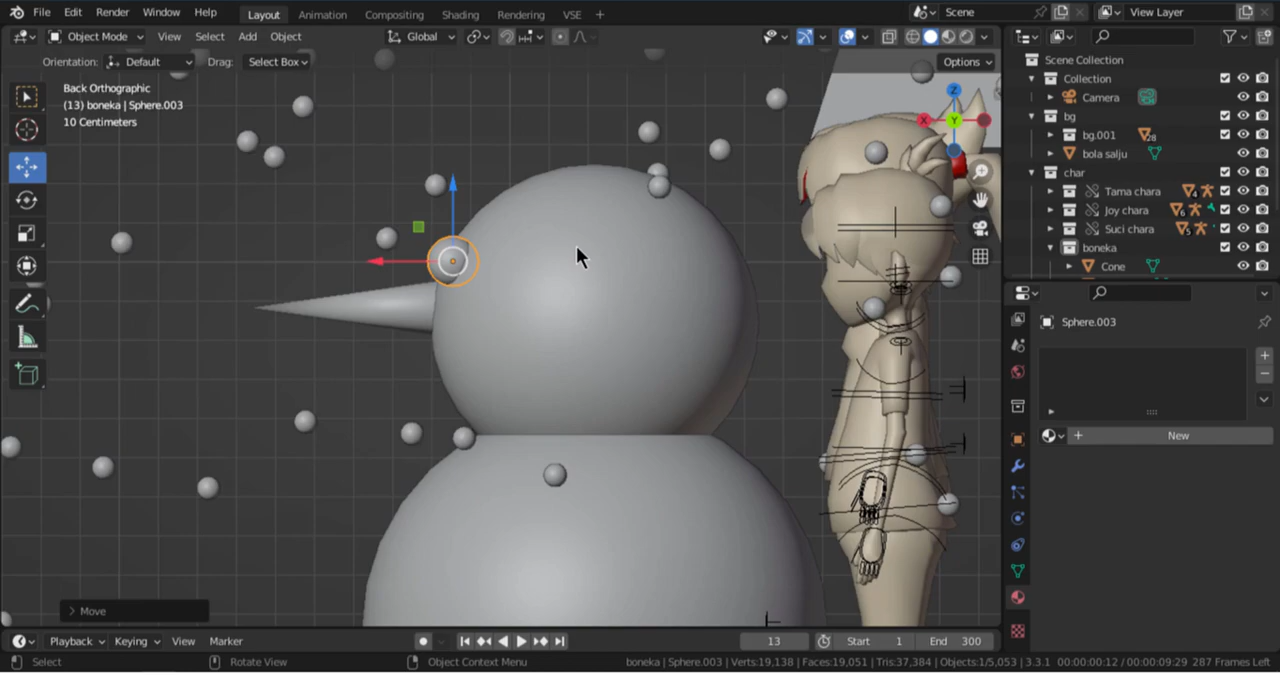 File Edit Render Window Help Layout Animation Compositing Shading Rendering VSE + Scene View Layer
Object Mode View Select Add Object Global
Orientation: Default Drag: Select Box Options
Back Orthographic
(13) boneka | Sphere.003
10 Centimeters
Z
X
Y
Move
Scene Collection
Collection
Camera
bg
bg.001 28
bola salju
char
Tama chara 4
Joy chara 6
Suci chara 5
boneka
Cone
Sphere.003
New
Playback Keying View Marker 13 Start 1 End 300
Select Rotate View Object Context Menu boneka | Sphere.003 | Verts:19,138 | Faces:19,051 | Tris:37,384 | Objects:1/5,053 | 3.3.1 00:00:00:12 / 00:00:09:29 287 Frames Left